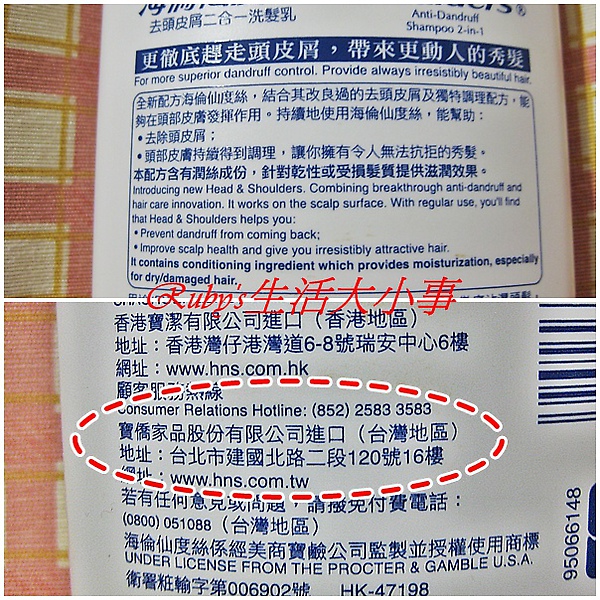 去頭皮屑二合一洗髮乳
Anti-Dandruff
Shampoo 2-in-1
更徹底趕走頭皮屑，帶來更動人的秀髮
For more superior dandruff control. Provide always irresistibly beautiful hair.
全新配方海倫仙度絲，結合其改良過的去頭皮屑及獨特調理配方，能
夠在頭部皮膚發揮作用。持續地使用海倫仙度絲，能幫助：
•去除頭皮屑；
•頭部皮膚持續得到調理，讓你擁有令人無法抗拒的秀髮。
本配方含有潤絲成份，針對乾性或受損髮質提供滋潤效果。
Introducing new Head & Shoulders. Combining breakthrough anti-dandruff and
hair care innovation. It works on the scalp surface. With regular use, you'll find
that Head & Shoulders helps you:
• Prevent dandruff from coming back;
• Improve scalp health and give you irresistibly attractive hair.
It contains conditioning ingredient which provides moisturization, especially
for dry/damaged hair.
©Ruby's生活大小事
香港寶潔有限公司進口（香港地區）
地址：香港灣仔港灣道6-8號瑞安中心6樓
網址：www.hns.com.hk
顧客服務熱線
Consumer Relations Hotline: (852) 2583 3583
寶僑家品股份有限公司進口（台灣地區）
地址：台北市建國北路二段120號16樓
網址：www.hns.com.tw
若有任何意見或問題，請撥免付費電話：
(0800) 051088（台灣地區）
海倫仙度絲係經美商寶鹼公司監製並授權使用商標
UNDER LICENSE FROM THE PROCTER & GAMBLE U.S.A.
衛署粧輸字第006902號 HK-47198
95066148